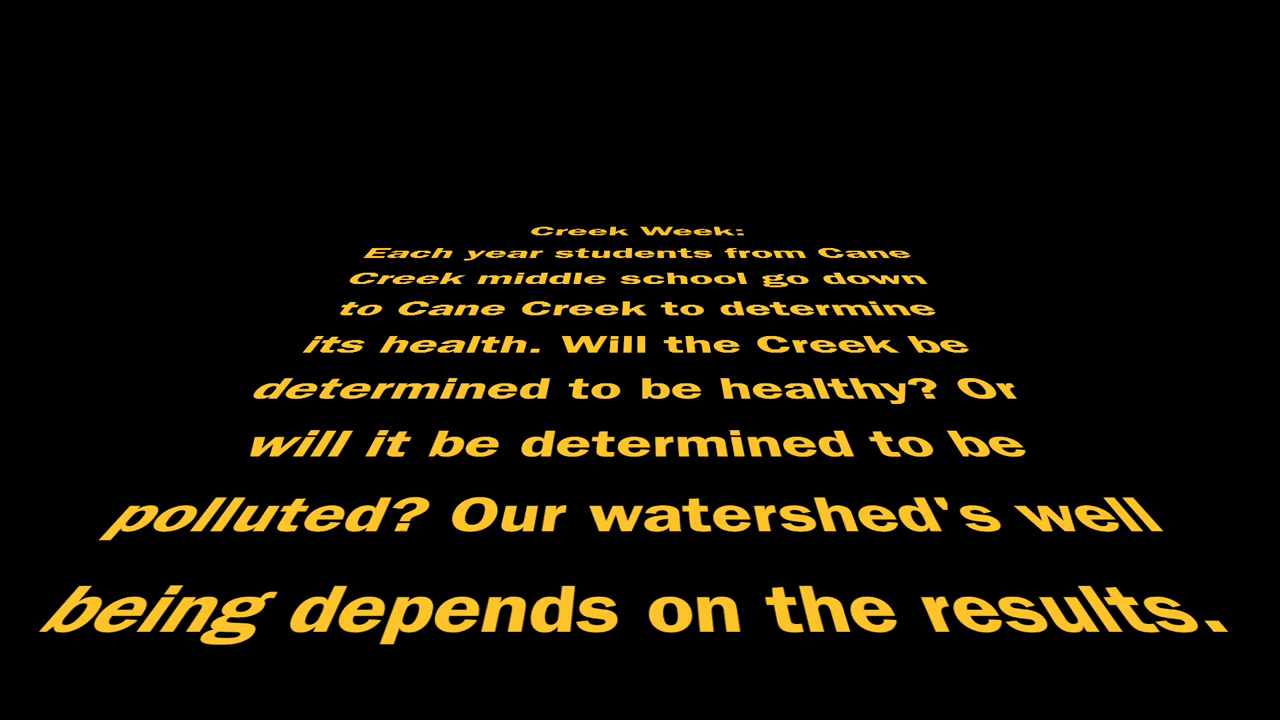 Creek Week:
Each year students from Cane
Creek middle school go down
to Cane Creek to determine
its health. Will the Creek be
determined to be healthy? Or
will it be determined to be
polluted? Our watershed's well
being depends on the results.